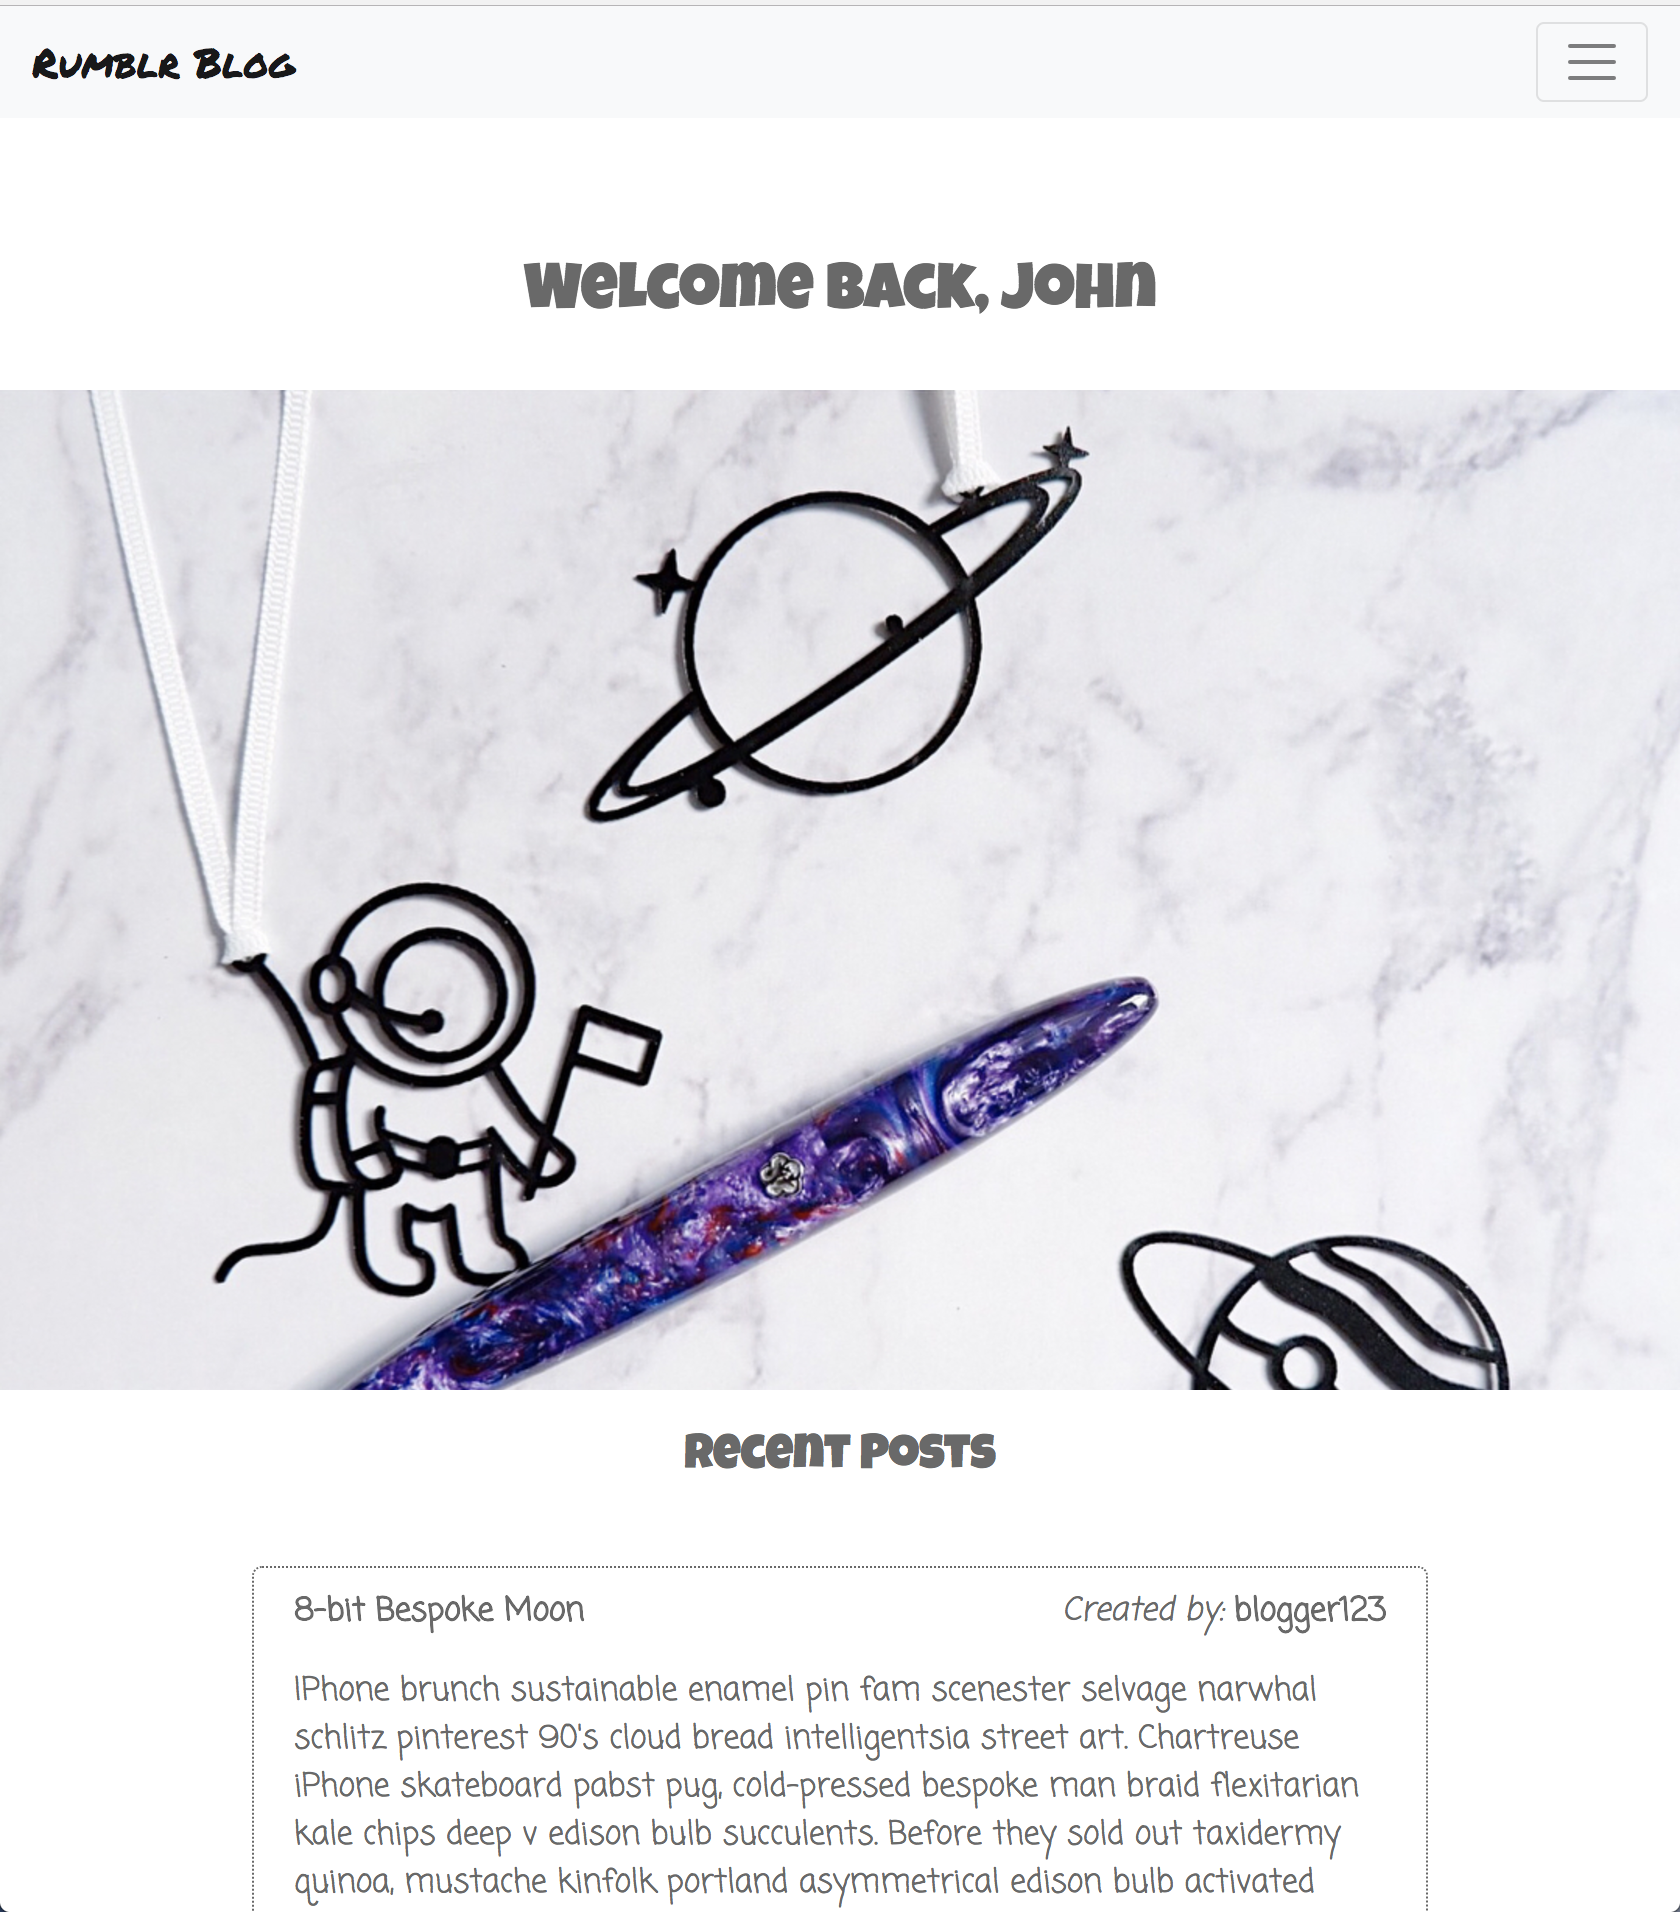 Rumblr Blog
Welcome back, John
Recent Posts
8-bit Bespoke Moon
Created by: blogger123
IPhone brunch sustainable enamel pin fam scenester selvage narwhal
schlitz pinterest 90's cloud bread intelligentsia street art. Chartreuse
iPhone skateboard pabst pug, cold-pressed bespoke man braid flexitarian
kale chips deep v edison bulb succulents. Before they sold out taxidermy
quinoa, mustache kinfolk portland asymmetrical edison bulb activated